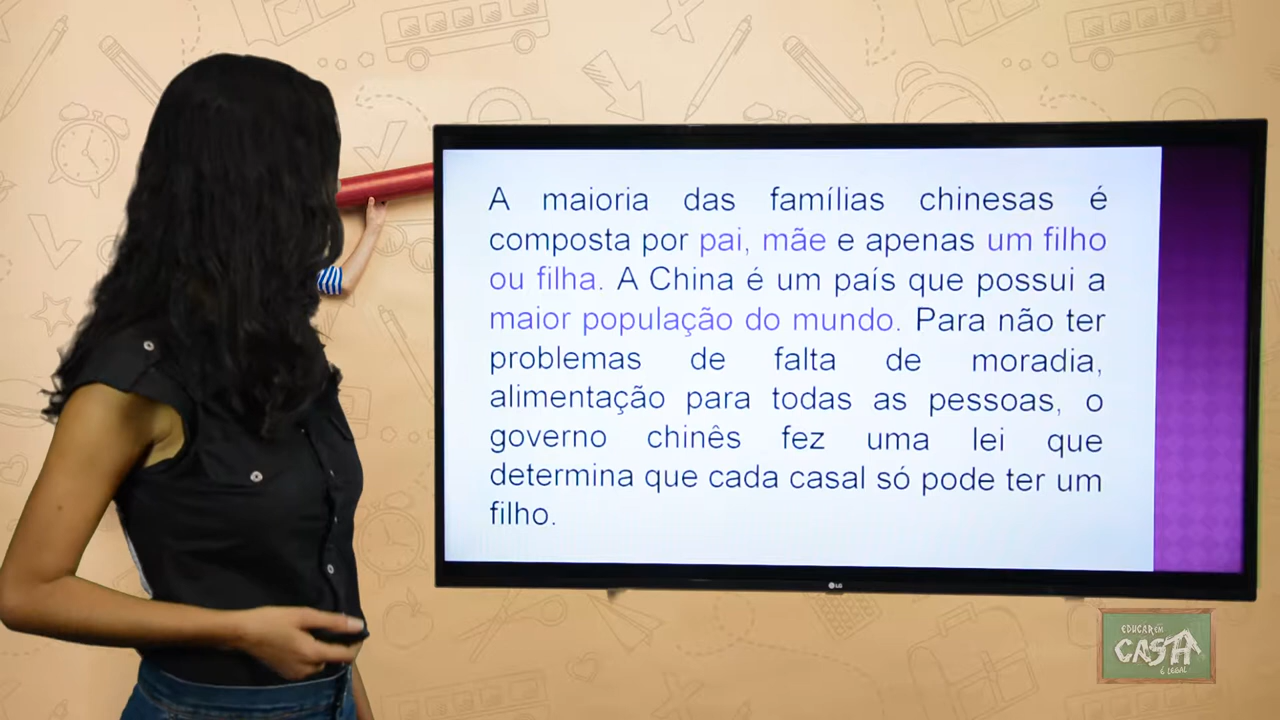 A maioria das famílias chinesas é
composta por pai, mãe e apenas um filho
ou filha. A China é um país que possui a
maior população do mundo. Para não ter
problemas de falta de moradia,
alimentação para todas as pessoas, o
governo chinês fez uma lei que
determina que cada casal só pode ter um
filho.
LG
EDUCAR EM
CASA
É LEGAL